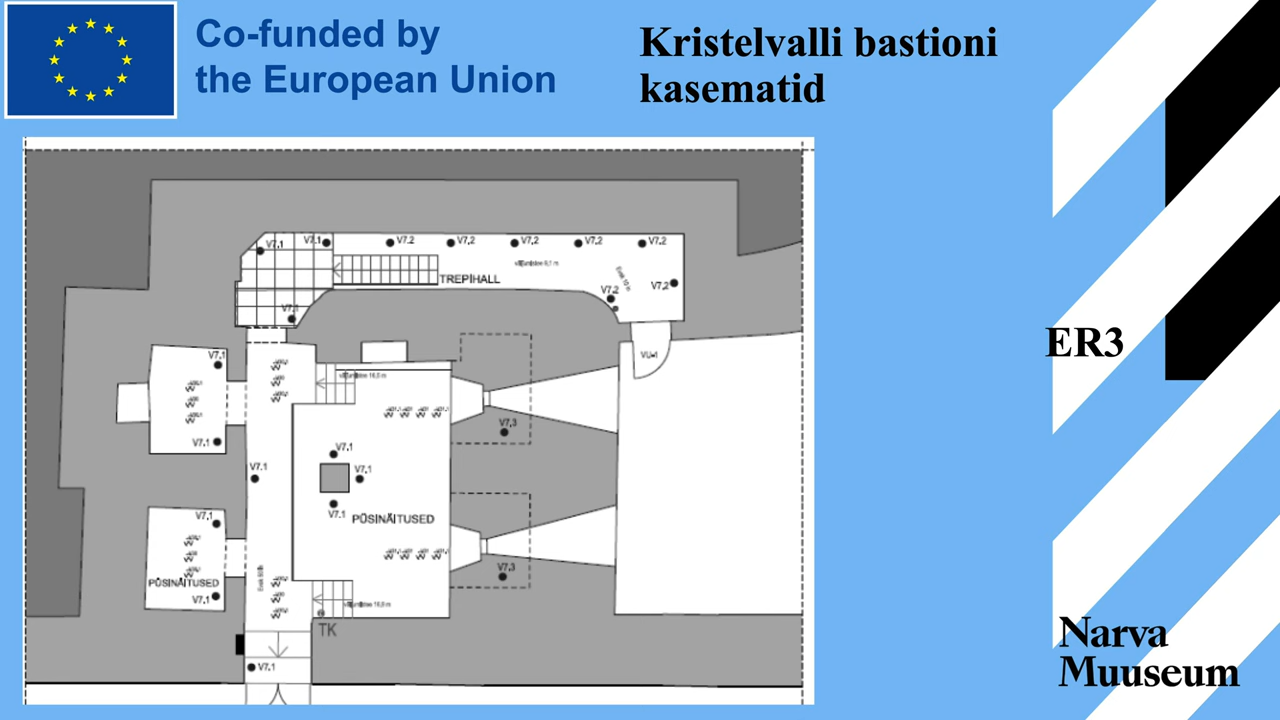 Co-funded by
the European Union
Kristelvalli bastioni
kasematid
V7.1
V7.1
V7.2
V7.2
V7.2
V7.2
V7.2
TREPIHALL
V7.2
V7.2
V7.1
ER3
VU-1
V7.1
V7.3
V7.1
V7.1
V7.1
V7.1
V7.1
V7.1
PÜSINÄITUSED
V7.3
PÜSINÄITUSED
V7.1
TK
V7.1
Narva
Muuseum